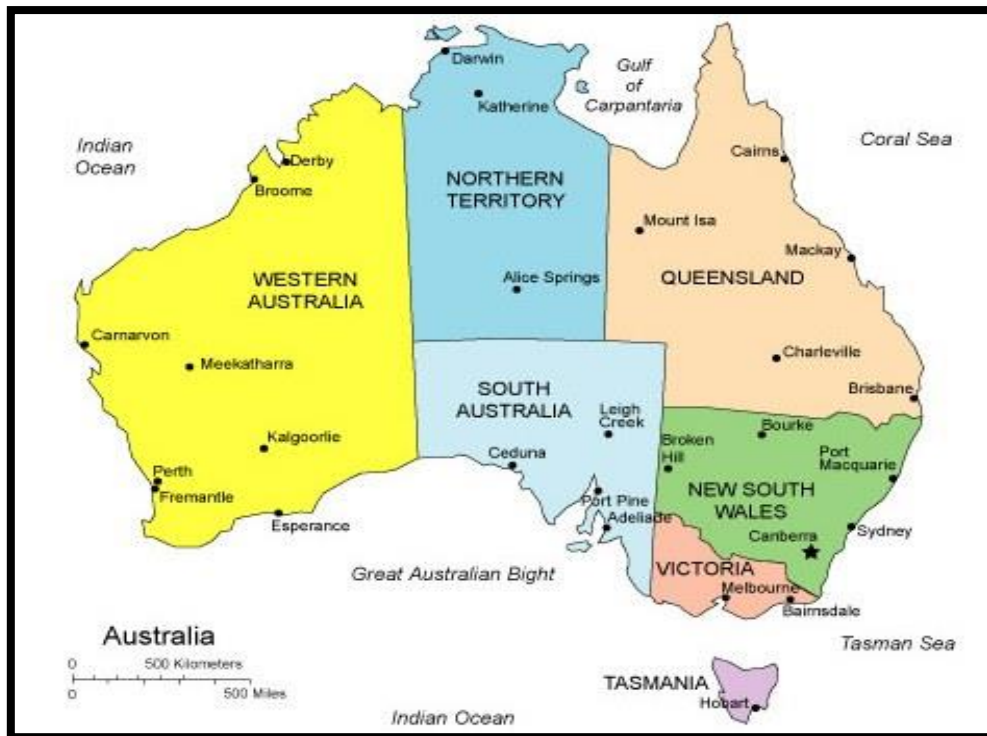 Darwin
Katherine
Gulf
of
Carpantaria
Indian
Ocean
Coral Sea
Derby
Broome
Cairns
NORTHERN
TERRITORY
Mount Isa
Mackay
WESTERN
AUSTRALIA
Alice Springs
QUEENSLAND
Carnarvon
Meekatharra
Charleville
Brisbane
SOUTH
AUSTRALIA
Leigh
Creek
Kalgoorlie
Ceduna
Broken
Hill
Bourke
Port
Macquarie
Perth
Fremantle
Esperance
Port Pine
Adeliade
NEW SOUTH
WALES
Canberra
Sydney
Great Australian Bight
VICTORIA
Melbourne
Bairnsdale
Tasman Sea
Australia
0 500 Kilometers
0 500 Miles
TASMANIA
Hobart
Indian Ocean